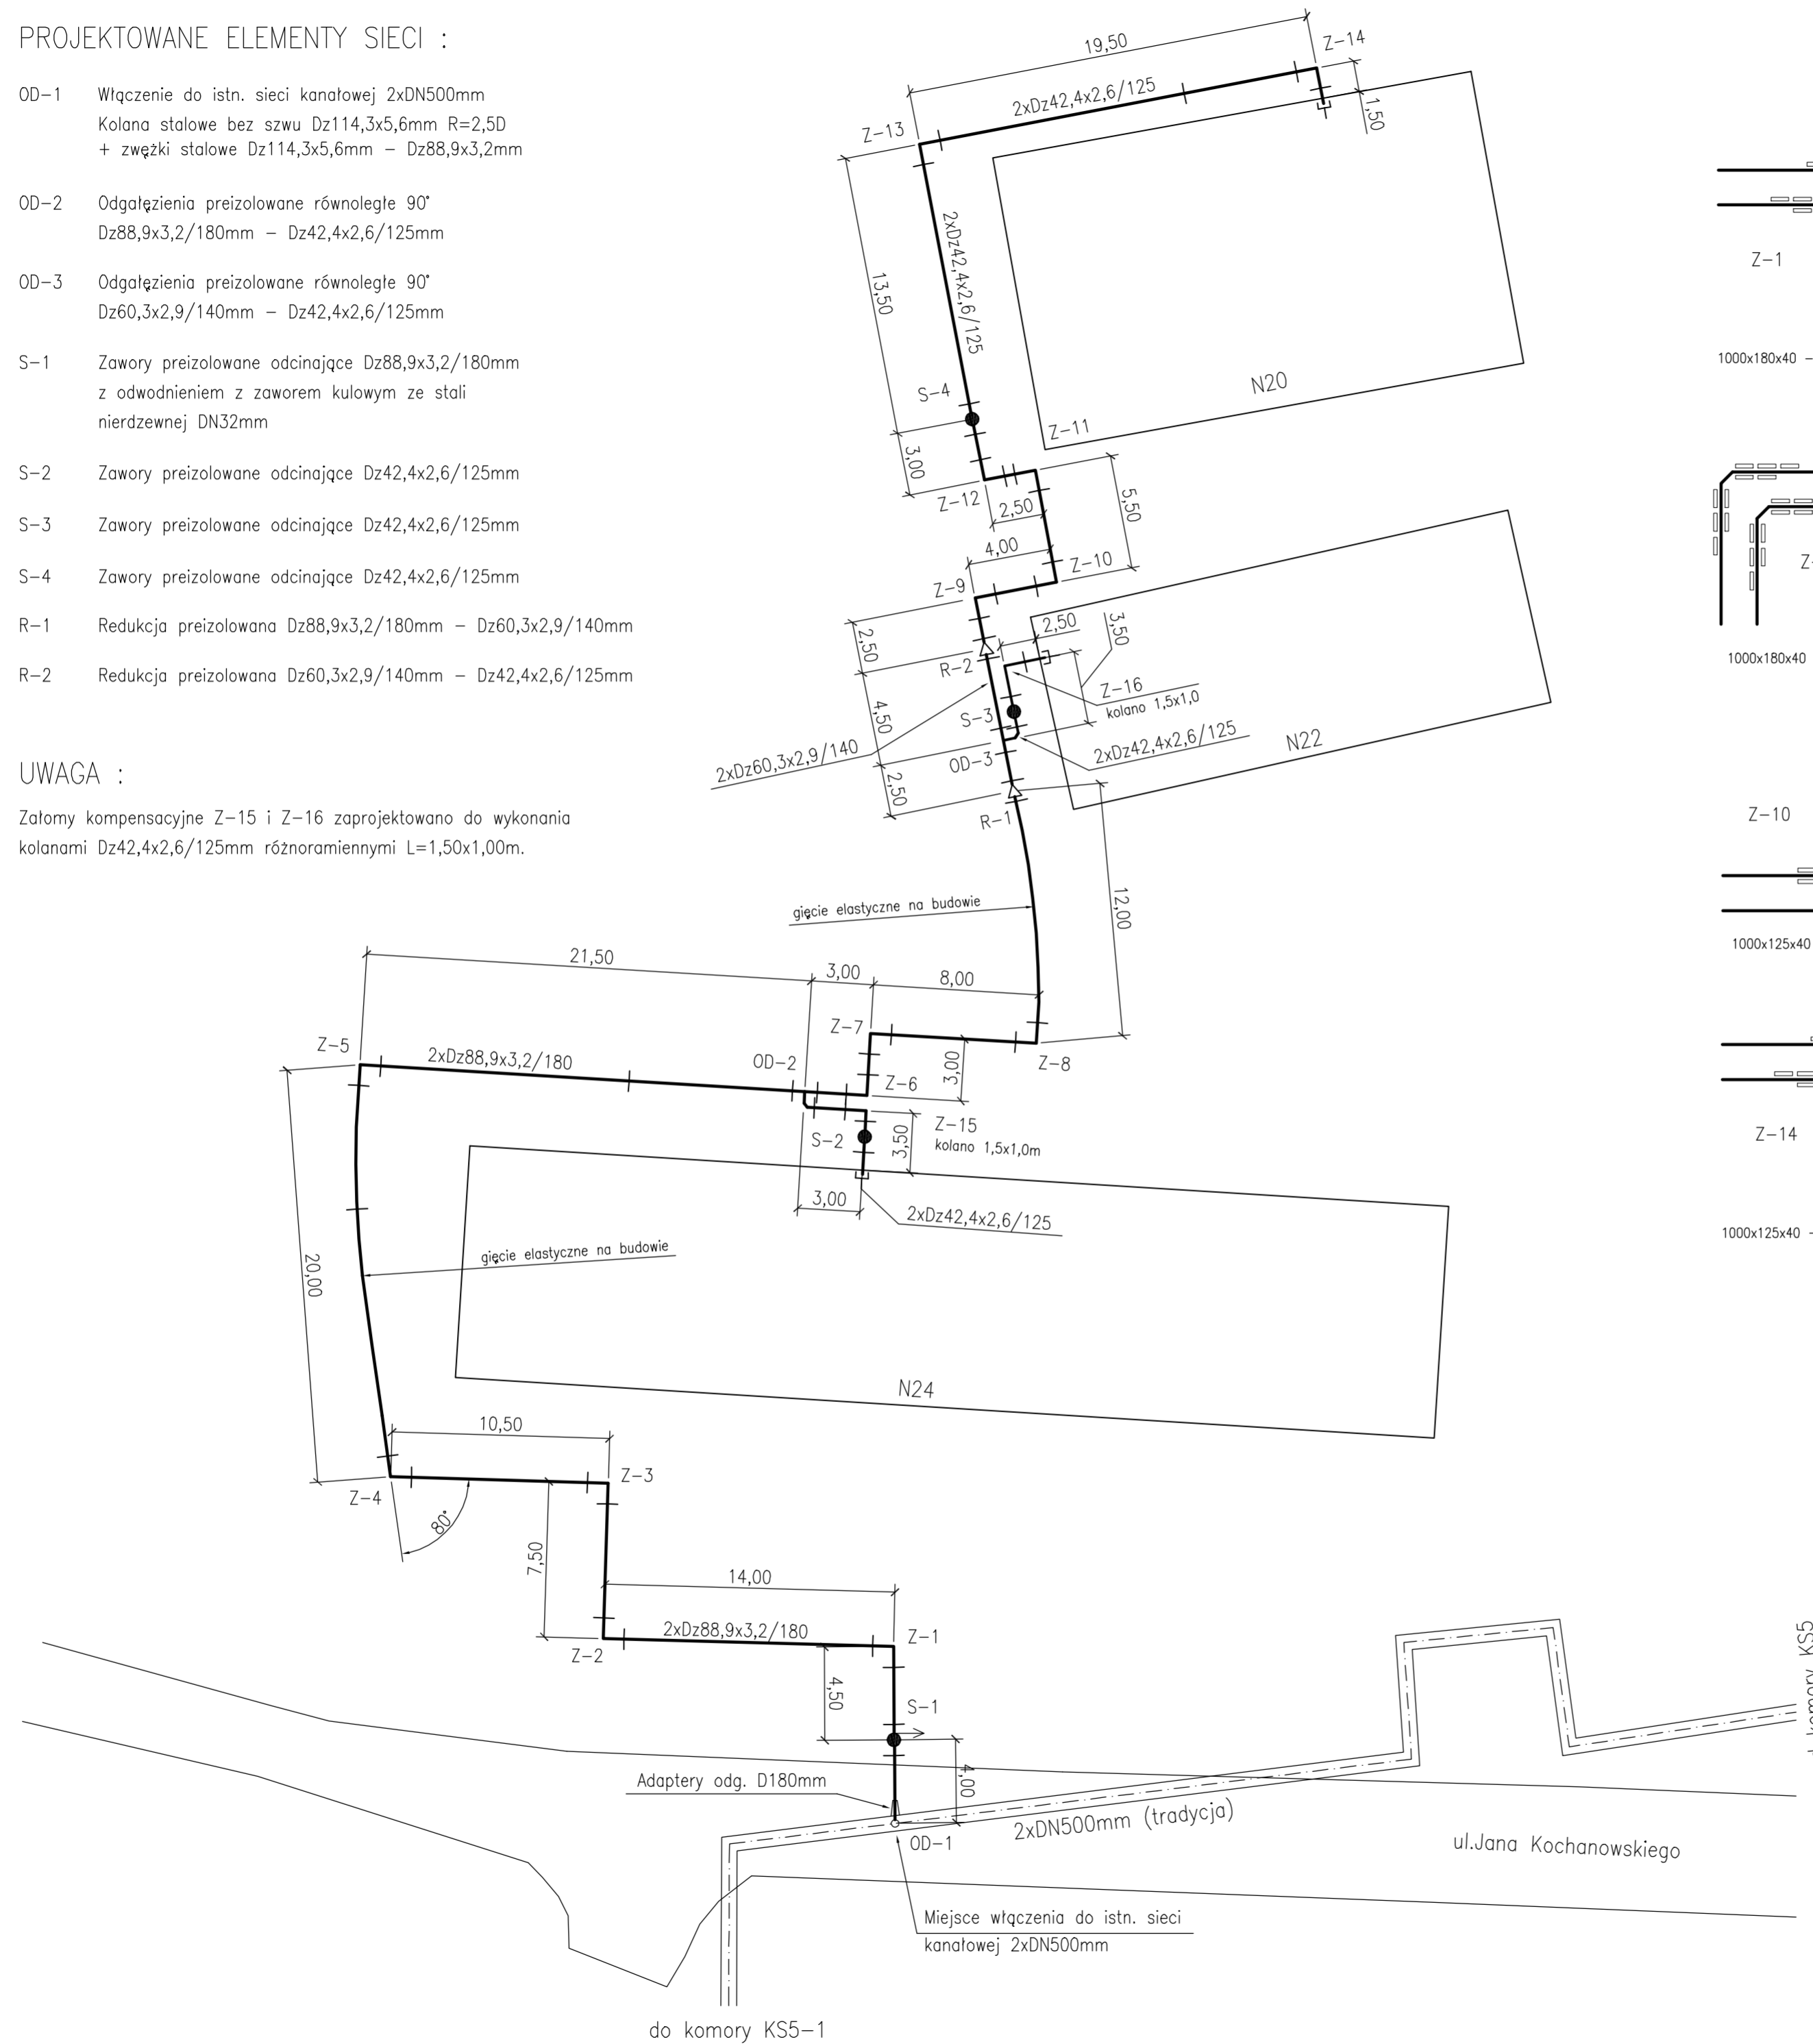 PROJEKTOWANE ELEMENTY SIECI :
OD-1 Włączenie do istn. sieci kanałowej 2xDN500mm
Kolana stalowe bez szwu Dz114,3x5,6mm R=2,5D
+ zwężki stalowe Dz114,3x5,6mm - Dz88,9x3,2mm
OD-2 Odgałęzienia preizolowane równoległe 90°
Dz88,9x3,2/180mm - Dz42,4x2,6/125mm
OD-3 Odgałęzienia preizolowane równoległe 90°
Dz60,3x2,9/140mm - Dz42,4x2,6/125mm
S-1 Zawory preizolowane odcinające Dz88,9x3,2/180mm
z odwodnieniem z zaworem kulowym ze stali
nierdzewnej DN32mm
S-2 Zawory preizolowane odcinające Dz42,4x2,6/125mm
S-3 Zawory preizolowane odcinające Dz42,4x2,6/125mm
S-4 Zawory preizolowane odcinające Dz42,4x2,6/125mm
R-1 Redukcja preizolowana Dz88,9x3,2/180mm - Dz60,3x2,9/140mm
R-2 Redukcja preizolowana Dz60,3x2,9/140mm - Dz42,4x2,6/125mm
UWAGA :
Załomy kompensacyjne Z-15 i Z-16 zaprojektowano do wykonania
kolanami Dz42,4x2,6/125mm różnoramiennymi L=1,50x1,00m.
19,50
Z-14
2xDz42,4x2,6/125
1,50
Z-13
13,50
2xDz42,4x2,6/125
S-4
N20
Z-11
3,00
Z-12
2,50
5,50
4,00
Z-10
Z-9
2,50
2,50
3,50
R-2
Z-16
kolano 1,5x1,0
4,50
S-3
2xDz42,4x2,6/125
N22
2xDz60,3x2,9/140
OD-3
2,50
R-1
12,00
gięcie elastyczne na budowie
21,50
3,00
8,00
Z-7
Z-5
2xDz88,9x3,2/180
OD-2
Z-8
Z-6
3,00
Z-15
kolano 1,5x1,0m
S-2
3,50
3,00
2xDz42,4x2,6/125
gięcie elastyczne na budowie
20,00
N24
10,50
Z-3
Z-4
80°
7,50
14,00
2xDz88,9x3,2/180
Z-1
Z-2
4,50
S-1
Adaptery odg. D180mm
4,00
2xDN500mm (tradycja)
OD-1
ul.Jana Kochanowskiego
Miejsce włączenia do istn. sieci
kanałowej 2xDN500mm
do komory KS5-1
Z-1
1000x180x40 -
Z-
1000x180x40
Z-10
1000x125x40
Z-14
1000x125x40 -
komory KS5